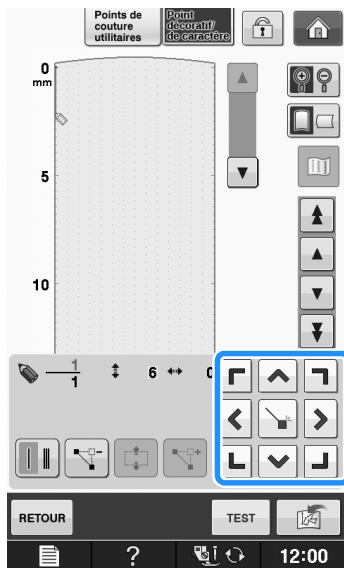 Points de
couture
utilitaires
Point
décoratif/
de caractère
0
mm
5
10
1
1
6
0
RETOUR
TEST
?
12:00